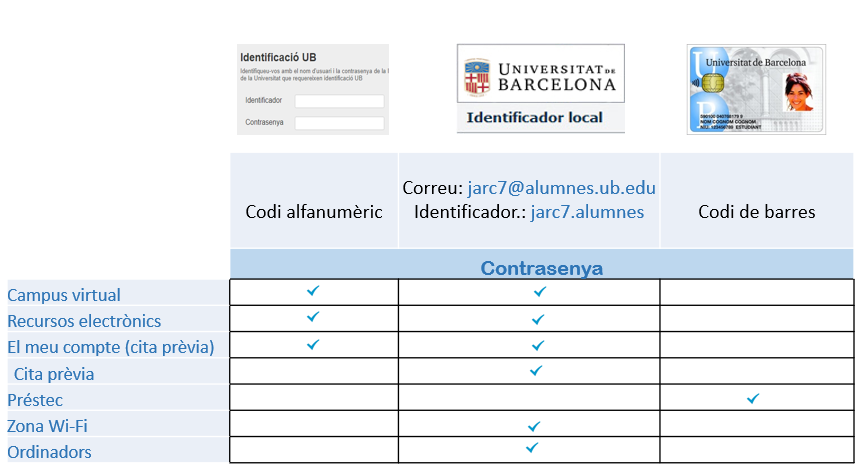 Identificació UB
Identifiqueu-vos amb el nom d'usuari i la contrasenya de la
de la Universitat que requereixen identificació UB
Identificador
Contrasenya
UNIVERSITAT DE
BARCELONA
Identificador local
Universitat de Barcelona
NOM COGNOM COGNOM
ESTUDIANT
Codi alfanumèric
Correu: jarc7@alumnes.ub.edu
Identificador.: jarc7.alumnes
Codi de barres
Contrasenya
Campus virtual
Recursos electrònics
El meu compte (cita prèvia)
Cita prèvia
Préstec
Zona Wi-Fi
Ordinadors